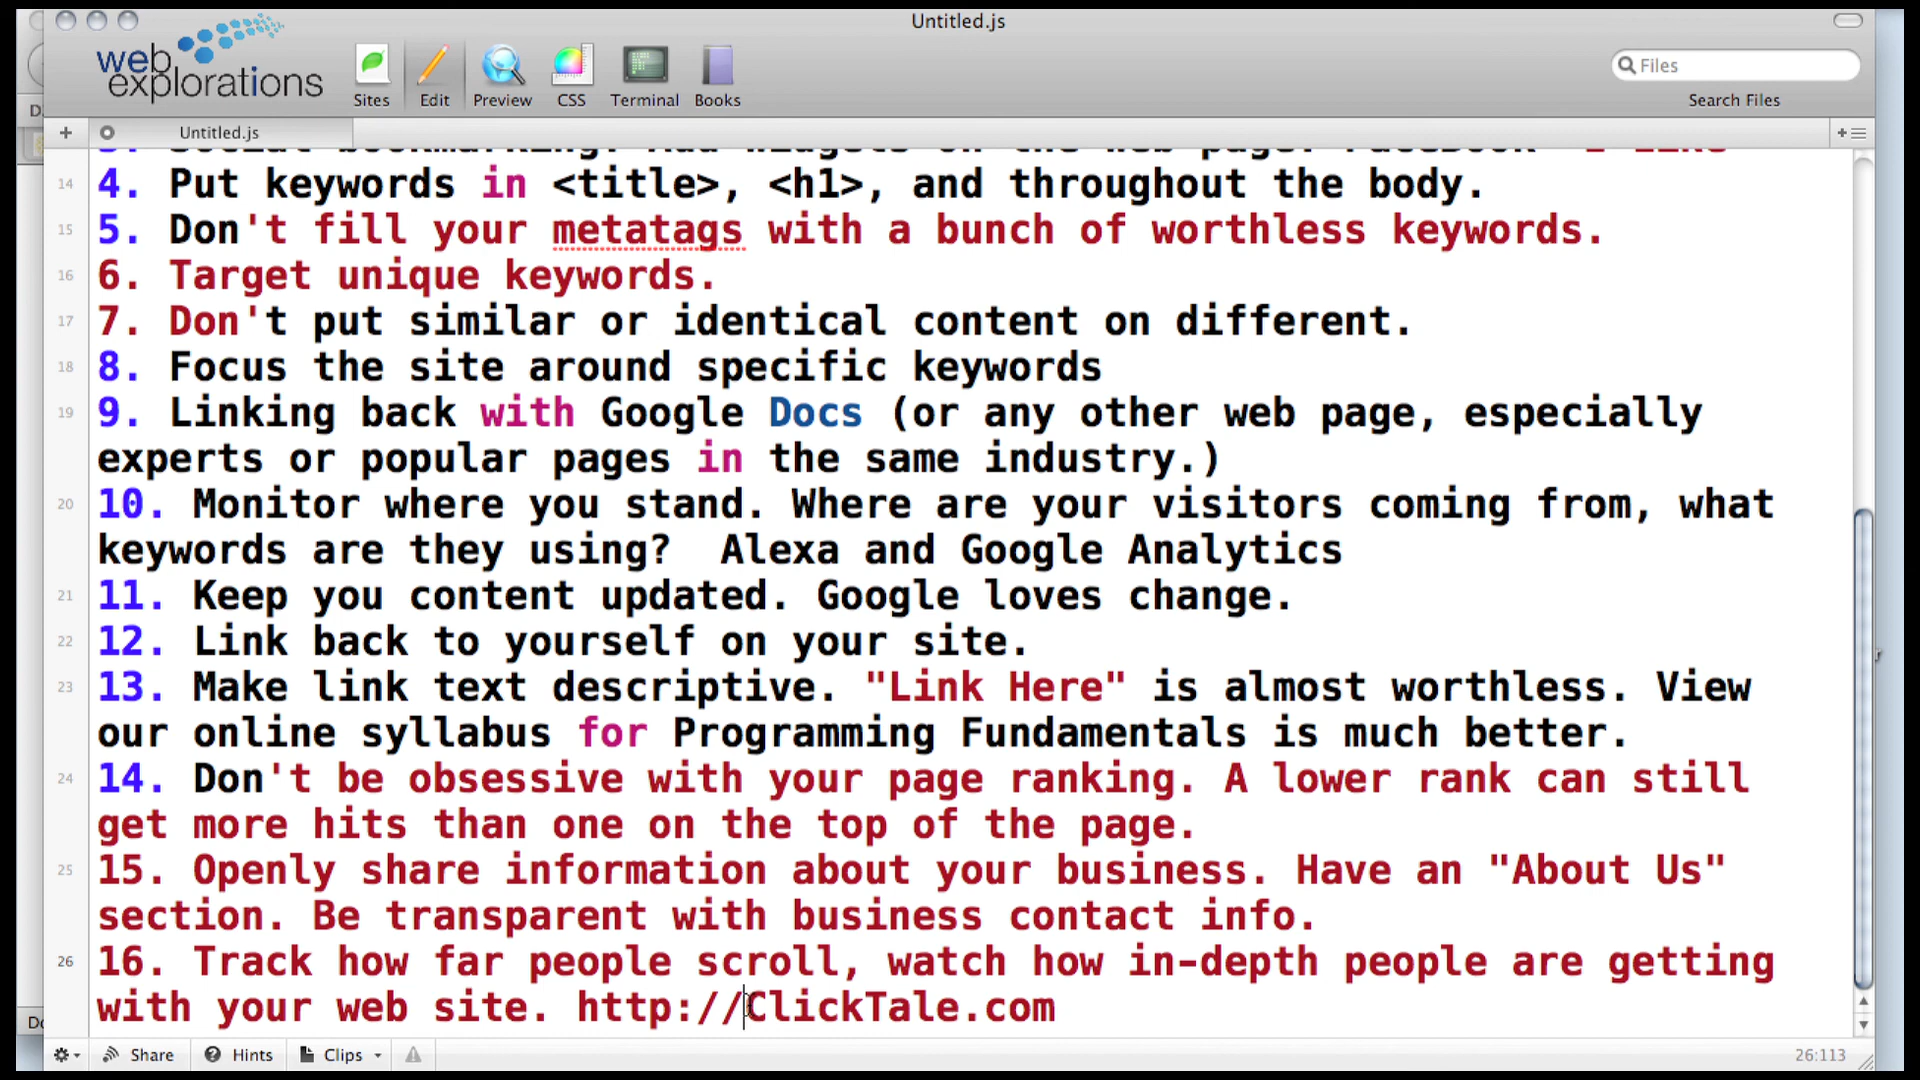 Untitled.js
web
explorations
Sites
Edit
Preview
CSS
Terminal
Books
Files
Search Files
Untitled.js
14 4. Put keywords in <title>, <h1>, and throughout the body.
15 5. Don't fill your metatags with a bunch of worthless keywords.
16 6. Target unique keywords.
17 7. Don't put similar or identical content on different.
18 8. Focus the site around specific keywords
19 9. Linking back with Google Docs (or any other web page, especially
experts or popular pages in the same industry.)
20 10. Monitor where you stand. Where are your visitors coming from, what
keywords are they using?  Alexa and Google Analytics
21 11. Keep you content updated. Google loves change.
22 12. Link back to yourself on your site.
23 13. Make link text descriptive. "Link Here" is almost worthless. View
our online syllabus for Programming Fundamentals is much better.
24 14. Don't be obsessive with your page ranking. A lower rank can still
get more hits than one on the top of the page.
25 15. Openly share information about your business. Have an "About Us"
section. Be transparent with business contact info.
26 16. Track how far people scroll, watch how in-depth people are getting
with your web site. http://ClickTale.com
Share
Hints
Clips
26:113